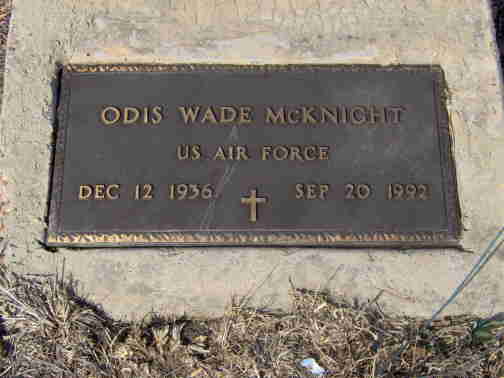 ODIS WADE McKNIGHT
US AIR FORCE
DEC 12 1936 SEP 20 1992